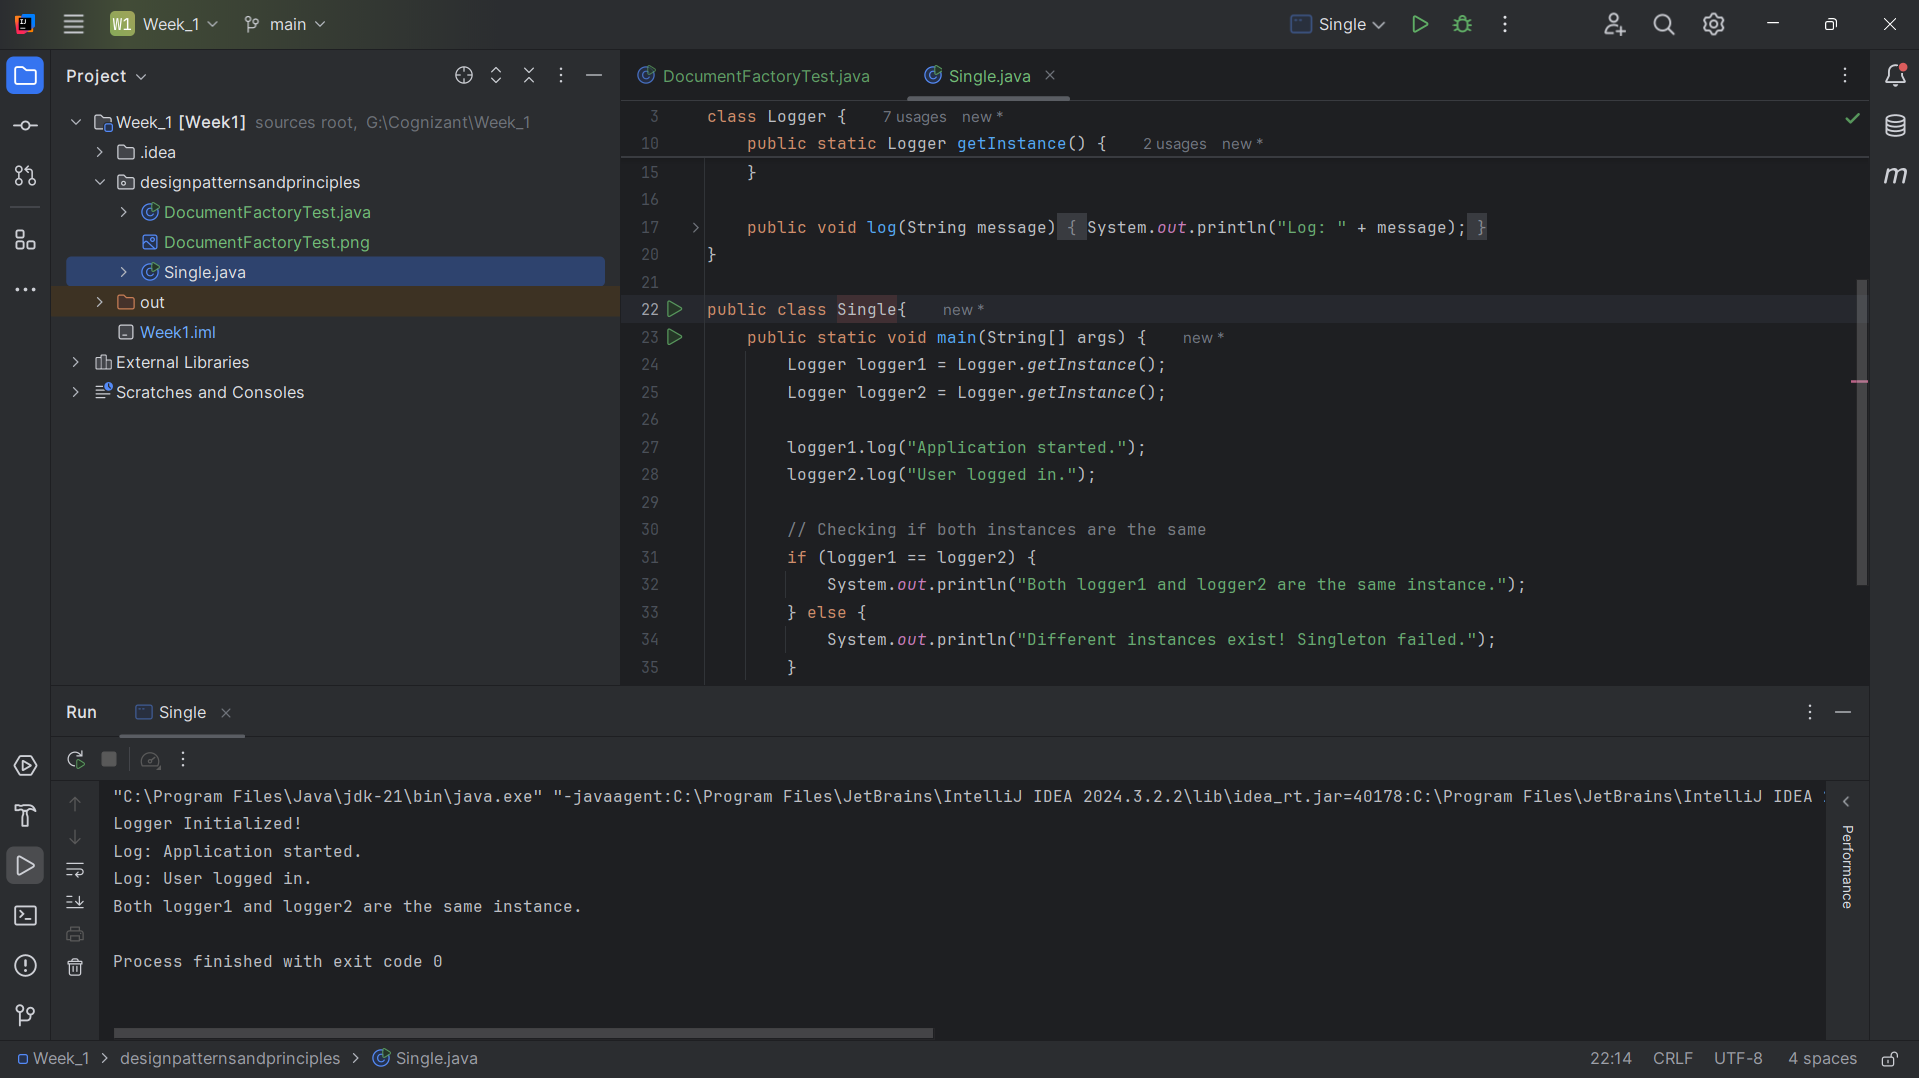 W1 Week_1 main Single
Project
Week_1 [Week1] sources root, G:\Cognizant\Week_1
.idea
designpatternsandprinciples
DocumentFactoryTest.java
DocumentFactoryTest.png
Single.java
out
Week1.iml
External Libraries
Scratches and Consoles
DocumentFactoryTest.java Single.java
3 class Logger { 7 usages new *
10 public static Logger getInstance() { 2 usages new *
15 }
16
17 public void log(String message) { System.out.println("Log: " + message); }
20 }
21
22 public class Single{ new *
23 public static void main(String[] args) { new *
24 Logger logger1 = Logger.getInstance();
25 Logger logger2 = Logger.getInstance();
26
27 logger1.log("Application started.");
28 logger2.log("User logged in.");
29
30 // Checking if both instances are the same
31 if (logger1 == logger2) {
32 System.out.println("Both logger1 and logger2 are the same instance.");
33 } else {
34 System.out.println("Different instances exist! Singleton failed.");
35 }
m
Run Single
"C:\Program Files\Java\jdk-21\bin\java.exe" "-javaagent:C:\Program Files\JetBrains\IntelliJ IDEA 2024.3.2.2\lib\idea_rt.jar=40178:C:\Program Files\JetBrains\IntelliJ IDEA
Logger Initialized!
Log: Application started.
Log: User logged in.
Both logger1 and logger2 are the same instance.
Process finished with exit code 0
Performance
Week_1 > designpatternsandprinciples > Single.java
22:14 CRLF UTF-8 4 spaces